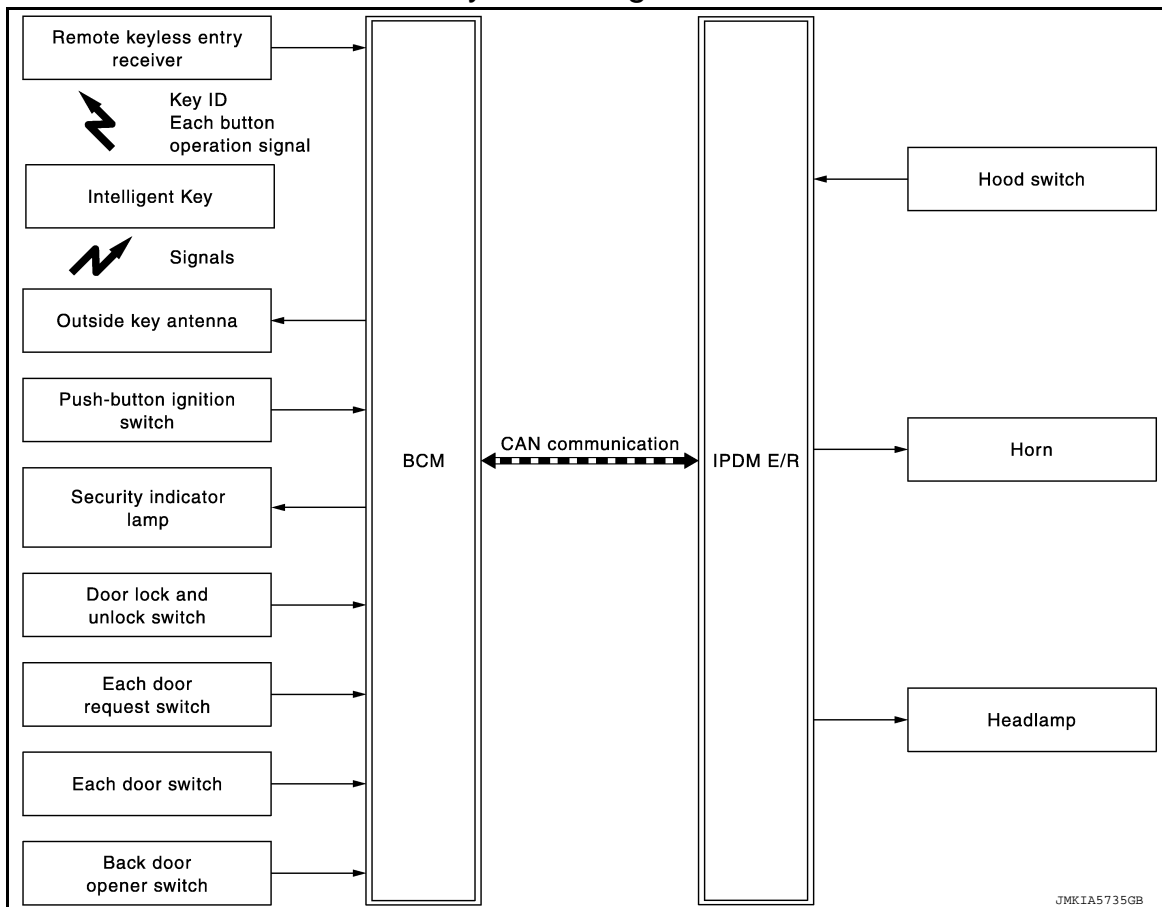 Remote keyless entry
receiver
Key ID
Each button
operation signal
Intelligent Key
Signals
Outside key antenna
Push-button ignition
switch
Security indicator
lamp
Door lock and
unlock switch
Each door
request switch
Each door switch
Back door
opener switch
BCM
CAN communication
IPDM E/R
Hood switch
Horn
Headlamp
JMKIA5735GB